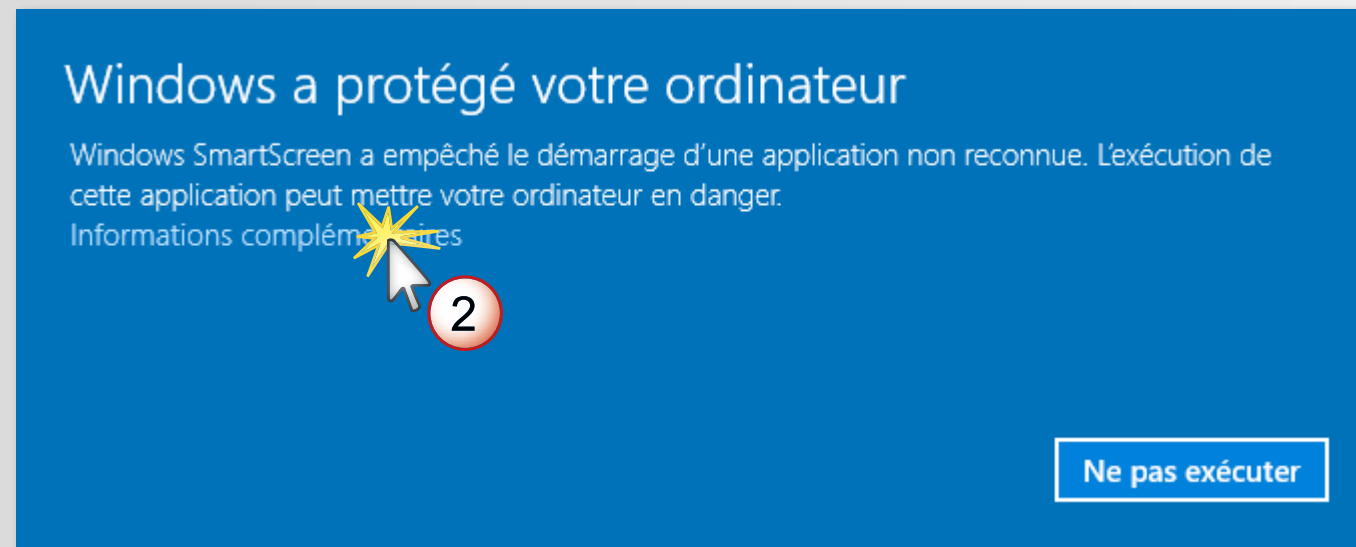 Windows a protégé votre ordinateur
Windows SmartScreen a empêché le démarrage d'une application non reconnue. L'exécution de
cette application peut mettre votre ordinateur en danger.
Informations complémentaires
2
Ne pas exécuter